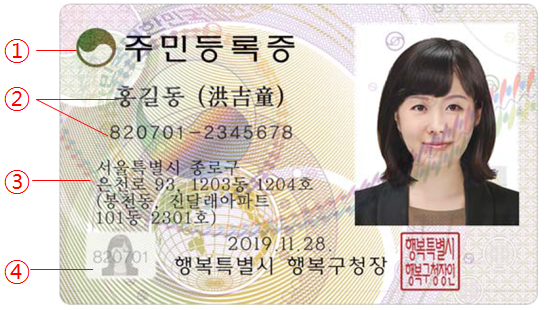 ① 주민등록증
② 홍길동 (洪吉童)
820701-2345678
③ 서울특별시 종로구
은천로 93, 1203동 1204호
(봉천동, 진달래아파트
101동 2301호)
④ 820701
2019.11.28.
행복특별시 행복구청장
행복특별시
행복구청장인